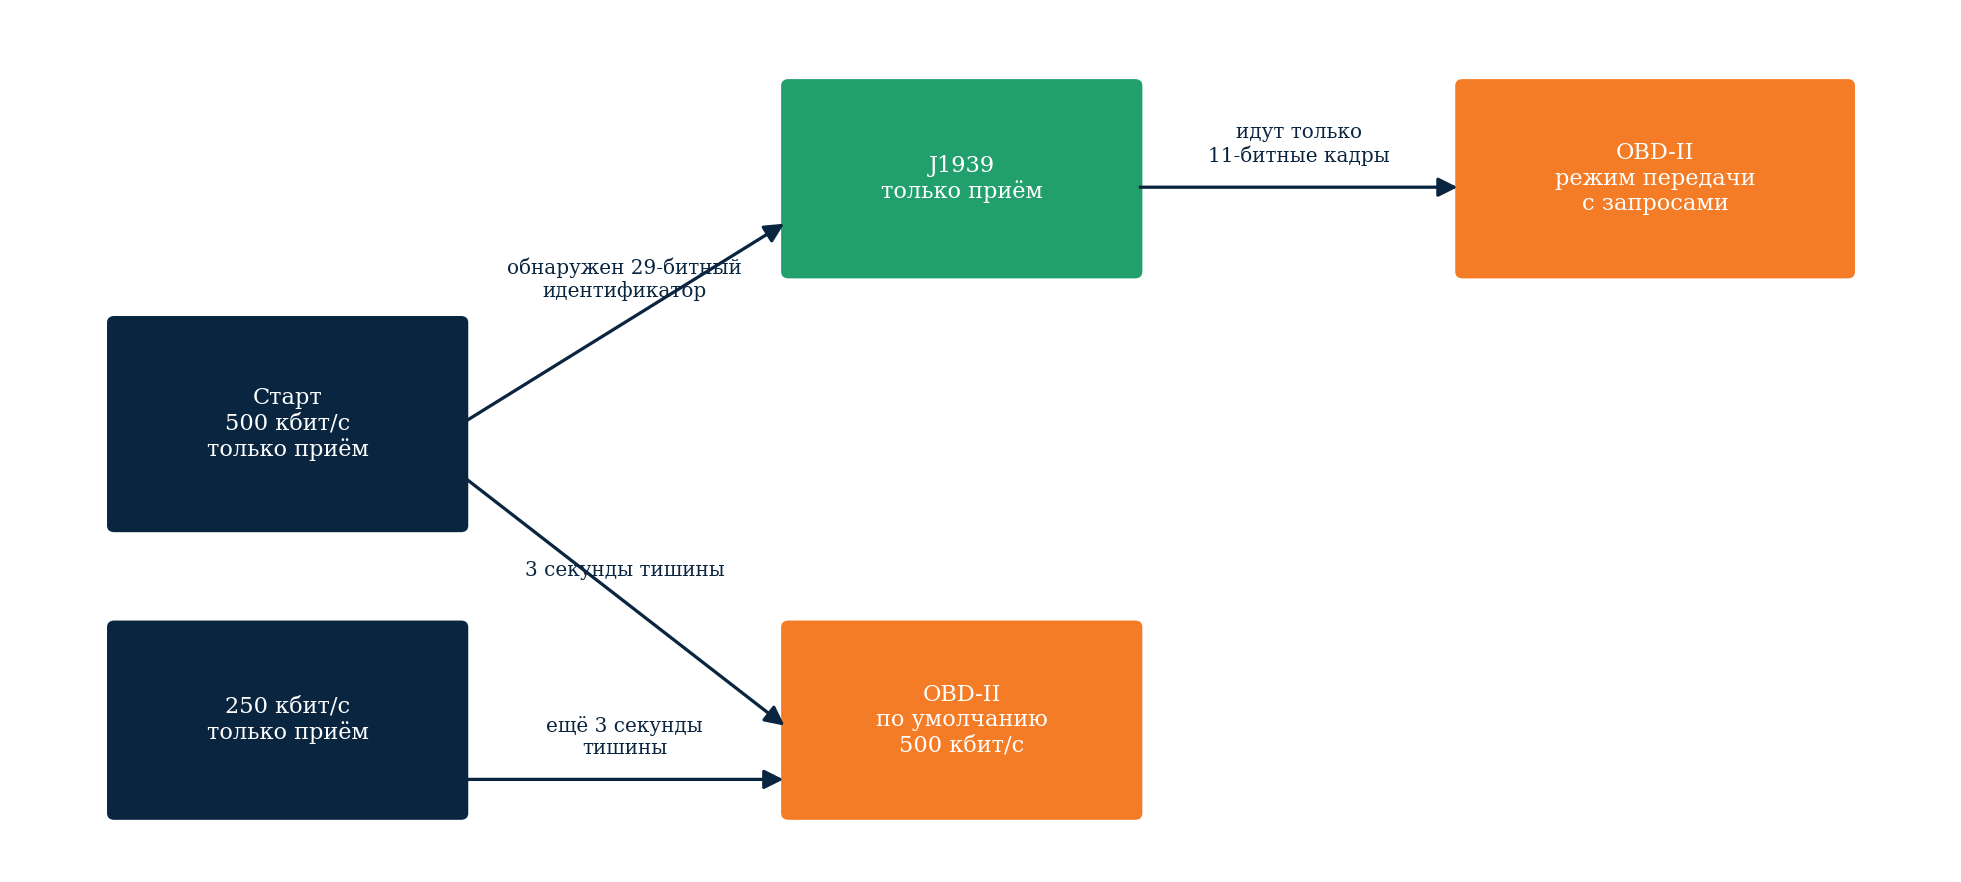 J1939
только приём
идут только
11-битные кадры
OBD-II
режим передачи
с запросами
обнаружен 29-битный
идентификатор
Старт
500 кбит/с
только приём
3 секунды тишины
250 кбит/с
только приём
ещё 3 секунды
тишины
OBD-II
по умолчанию
500 кбит/с